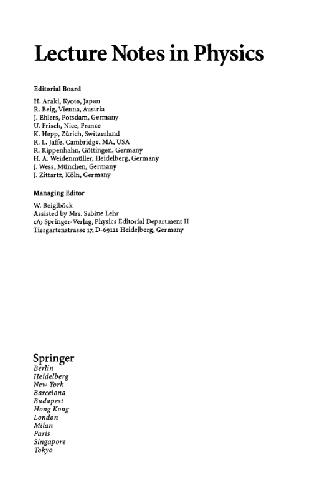 Lecture Notes in Physics
Editorial Board
H. Araki, Kyoto, Japan
R. Beig, Vienna, Austria
J. Ehlers, Potsdam, Germany
U. Frisch, Nice, France
K. Hepp, Zürich, Switzerland
R. L. Jaffe, Cambridge, MA, USA
R. Kippenhahn, Göttingen, Germany
H. A. Weidenmüller, Heidelberg, Germany
J. Wess, München, Germany
J. Zittartz, Köln, Germany
Managing Editor
W. Beiglböck
Assisted by Mrs. Sabine Lehr
c/o Springer-Verlag, Physics Editorial Department II
Tiergartenstrasse 17, D-69121 Heidelberg, Germany
Springer
Berlin
Heidelberg
New York
Barcelona
Budapest
Hong Kong
London
Milan
Paris
Singapore
Tokyo